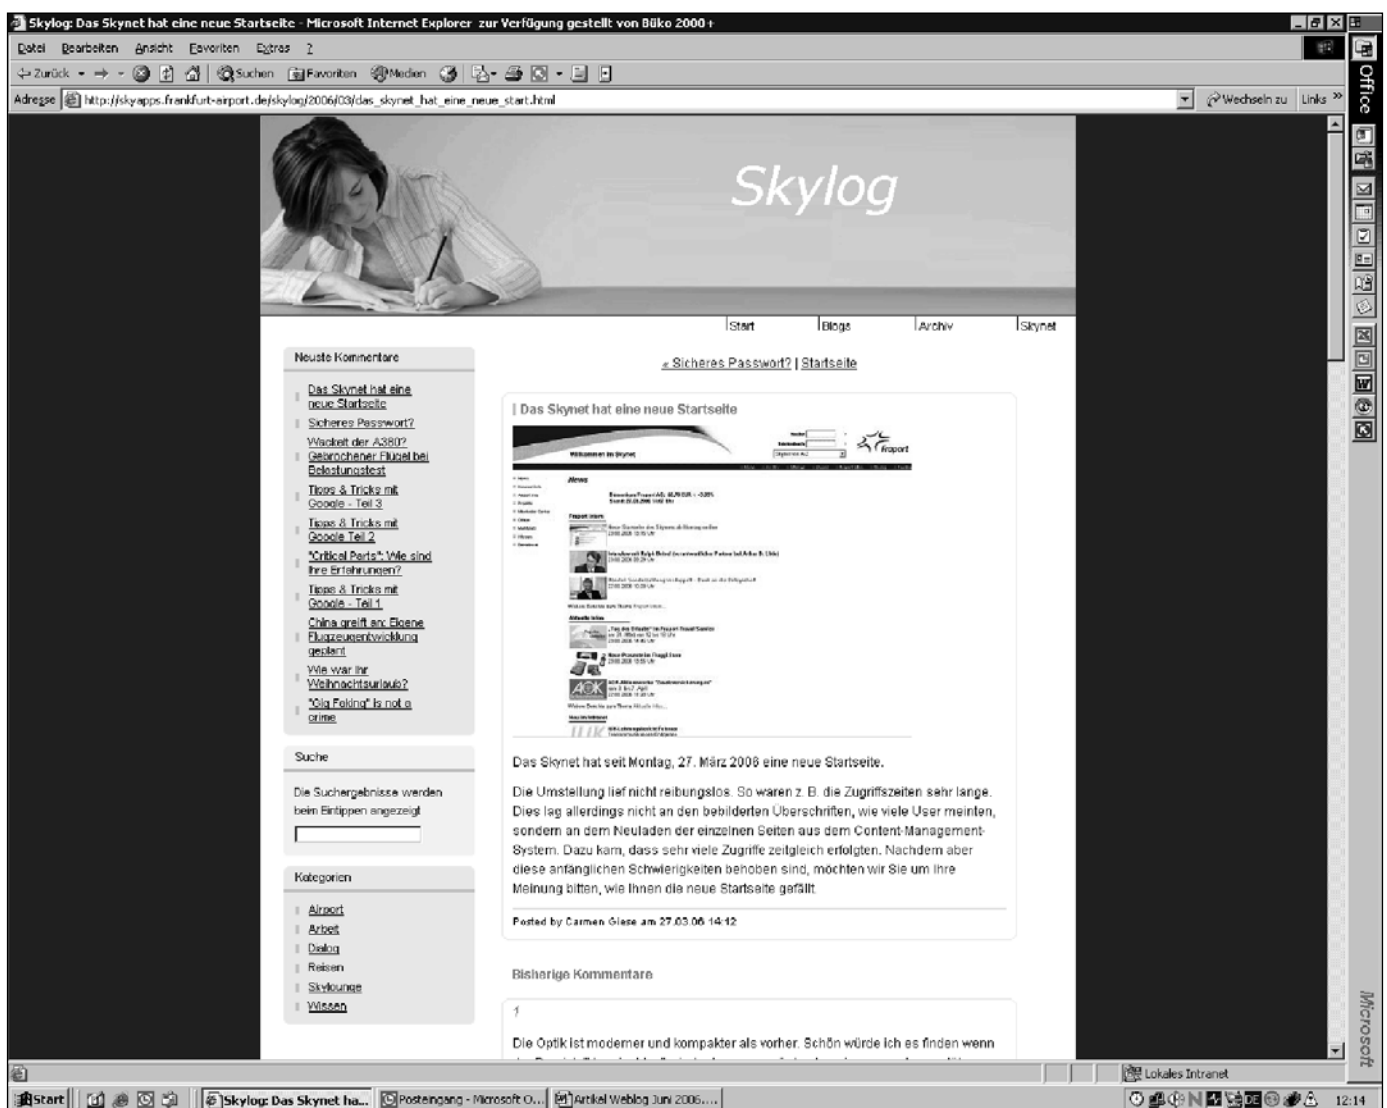 Skylog: Das Skynet hat eine neue Startseite - Microsoft Internet Explorer zur Verfügung gestellt von Büko 2000+
Datei Bearbeiten Ansicht Favoriten Extras ?
Zurück Suchen Favoriten Medien
Adresse http://skyapps.frankfurt-airport.de/skylog/2006/03/das_skynet_hat_eine_neue_start.html Wechseln zu Links »
Office
Skylog
Start Blogs Archiv Skynet
Neuste Kommentare
Das Skynet hat eine
neue Startseite
Sicheres Passwort?
Wackelt der A380?
Gebrochener Flügel bei
Belastungstest
Tipps & Tricks mit
Google - Teil 3
Tipps & Tricks mit
Google Teil 2
"Critical Parts": Wie sind
Ihre Erfahrungen?
Tipps & Tricks mit
Google - Teil 1
China greift an: Eigene
Flugzeugentwicklung
geplant
Wie war Ihr
Weihnachtsurlaub?
"Gig Faking" is not a
crime
Suche
Die Suchergebnisse werden
beim Eintippen angezeigt
Kategorien
Airport
Arbeit
Dialog
Reisen
Skylounge
Wissen
« Sicheres Passwort? | Startseite
Das Skynet hat eine neue Startseite
Willkommen im Skynet
Fraport
News
Fraport Intern
Aktuelle Infos
AOK
Das Skynet hat seit Montag, 27. März 2006 eine neue Startseite.
Die Umstellung lief nicht reibungslos. So waren z. B. die Zugriffszeiten sehr lange.
Dies lag allerdings nicht an den bebilderten Überschriften, wie viele User meinten,
sondern an dem Neuladen der einzelnen Seiten aus dem Content-Management-
System. Dazu kam, dass sehr viele Zugriffe zeitgleich erfolgten. Nachdem aber
diese anfänglichen Schwierigkeiten behoben sind, möchten wir Sie um Ihre
Meinung bitten, wie Ihnen die neue Startseite gefällt.
Posted by Carmen Giese am 27.03.06 14:12
Bisherige Kommentare
1
Die Optik ist moderner und kompakter als vorher. Schön würde ich es finden wenn
Microsoft
Lokales Intranet
Start Skylog: Das Skynet ha... Posteingang - Microsoft O... Artikel Weblog Juni 2006.... DE 12:14